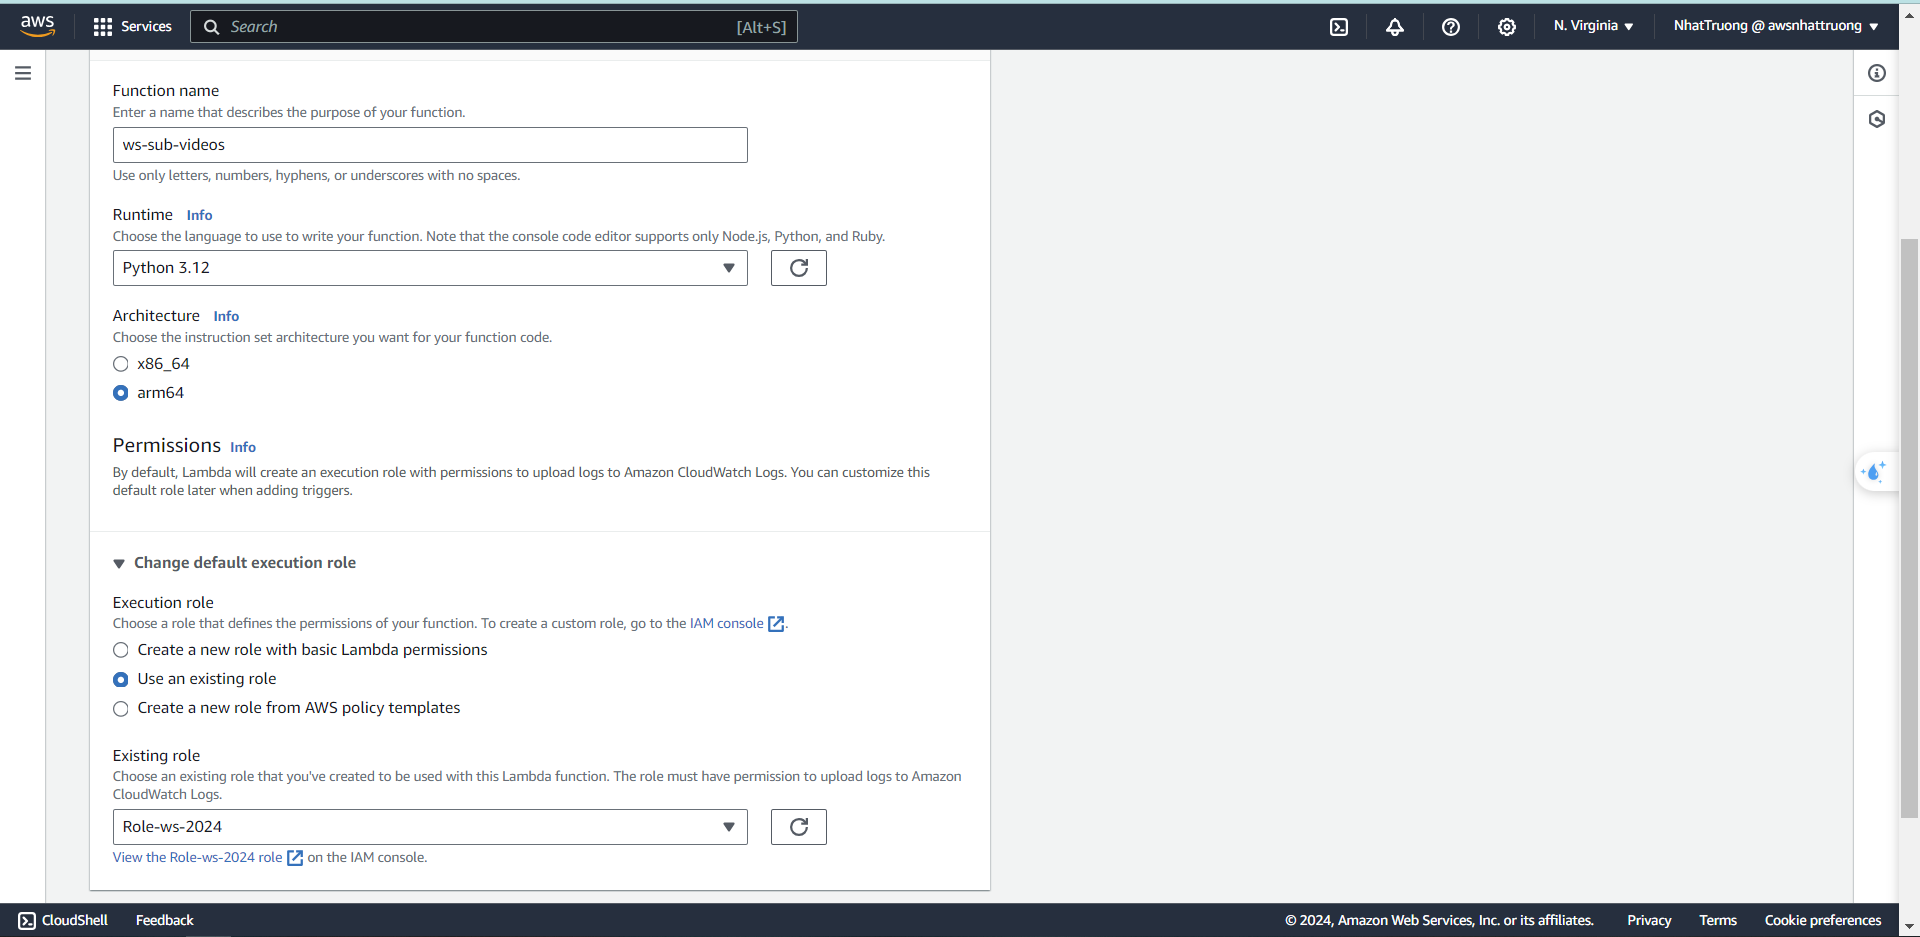 aws
Services
Search
[Alt+S]
N. Virginia
NhatTruong @ awsnhattruong
Function name
Enter a name that describes the purpose of your function.
ws-sub-videos
Use only letters, numbers, hyphens, or underscores with no spaces.
Runtime Info
Choose the language to use to write your function. Note that the console code editor supports only Node.js, Python, and Ruby.
Python 3.12
Architecture Info
Choose the instruction set architecture you want for your function code.
x86_64
arm64
Permissions Info
By default, Lambda will create an execution role with permissions to upload logs to Amazon CloudWatch Logs. You can customize this
default role later when adding triggers.
Change default execution role
Execution role
Choose a role that defines the permissions of your function. To create a custom role, go to the IAM console.
Create a new role with basic Lambda permissions
Use an existing role
Create a new role from AWS policy templates
Existing role
Choose an existing role that you've created to be used with this Lambda function. The role must have permission to upload logs to Amazon
CloudWatch Logs.
Role-ws-2024
View the Role-ws-2024 role on the IAM console.
CloudShell
Feedback
© 2024, Amazon Web Services, Inc. or its affiliates.
Privacy
Terms
Cookie preferences